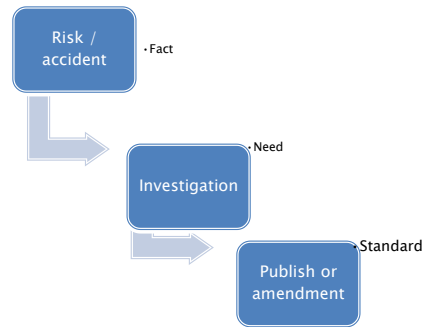 Risk /
accident
• Fact
Investigation
• Need
Publish or
amendment
• Standard